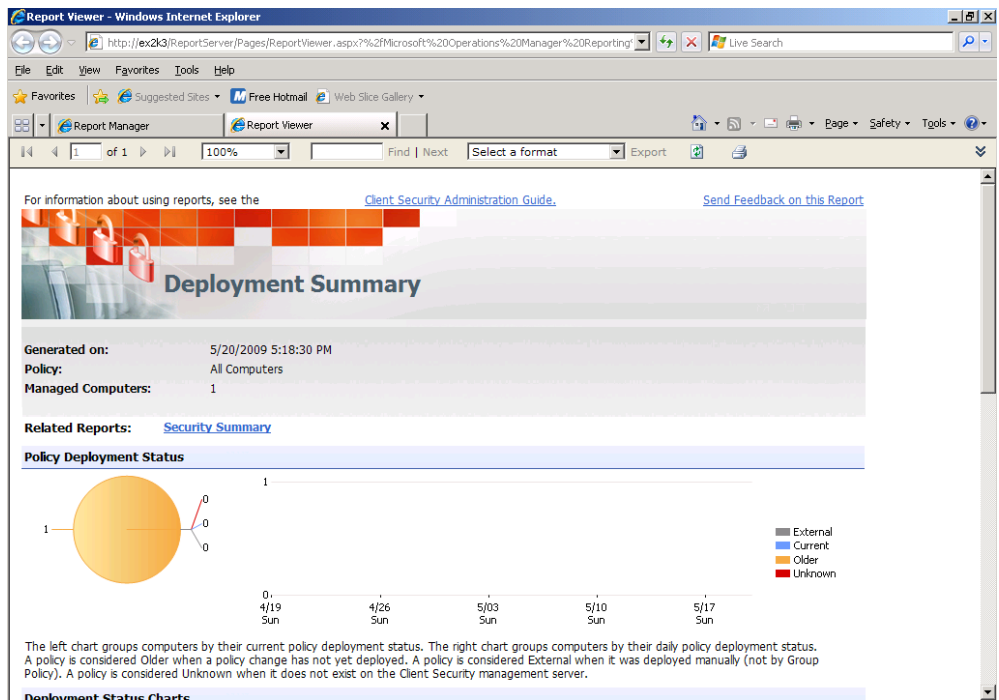 Report Viewer - Windows Internet Explorer
http://ex2k3/ReportServer/Pages/ReportViewer.aspx?%2fMicrosoft%20Operations%20Manager%20Reporting
Live Search
File Edit View Favorites Tools Help
Favorites Suggested Sites Free Hotmail Web Slice Gallery
Report Manager Report Viewer x Page Safety Tools
1 of 1 100% Find | Next Select a format Export
For information about using reports, see the Client Security Administration Guide. Send Feedback on this Report
Deployment Summary
Generated on: 5/20/2009 5:18:30 PM
Policy: All Computers
Managed Computers: 1
Related Reports: Security Summary
Policy Deployment Status
1
0
0
0
1
0
4/19 Sun
4/26 Sun
5/03 Sun
5/10 Sun
5/17 Sun
External
Current
Older
Unknown
The left chart groups computers by their current policy deployment status. The right chart groups computers by their daily policy deployment status.
A policy is considered Older when a policy change has not yet deployed. A policy is considered External when it was deployed manually (not by Group
Policy). A policy is considered Unknown when it does not exist on the Client Security management server.
Deployment Status Charts